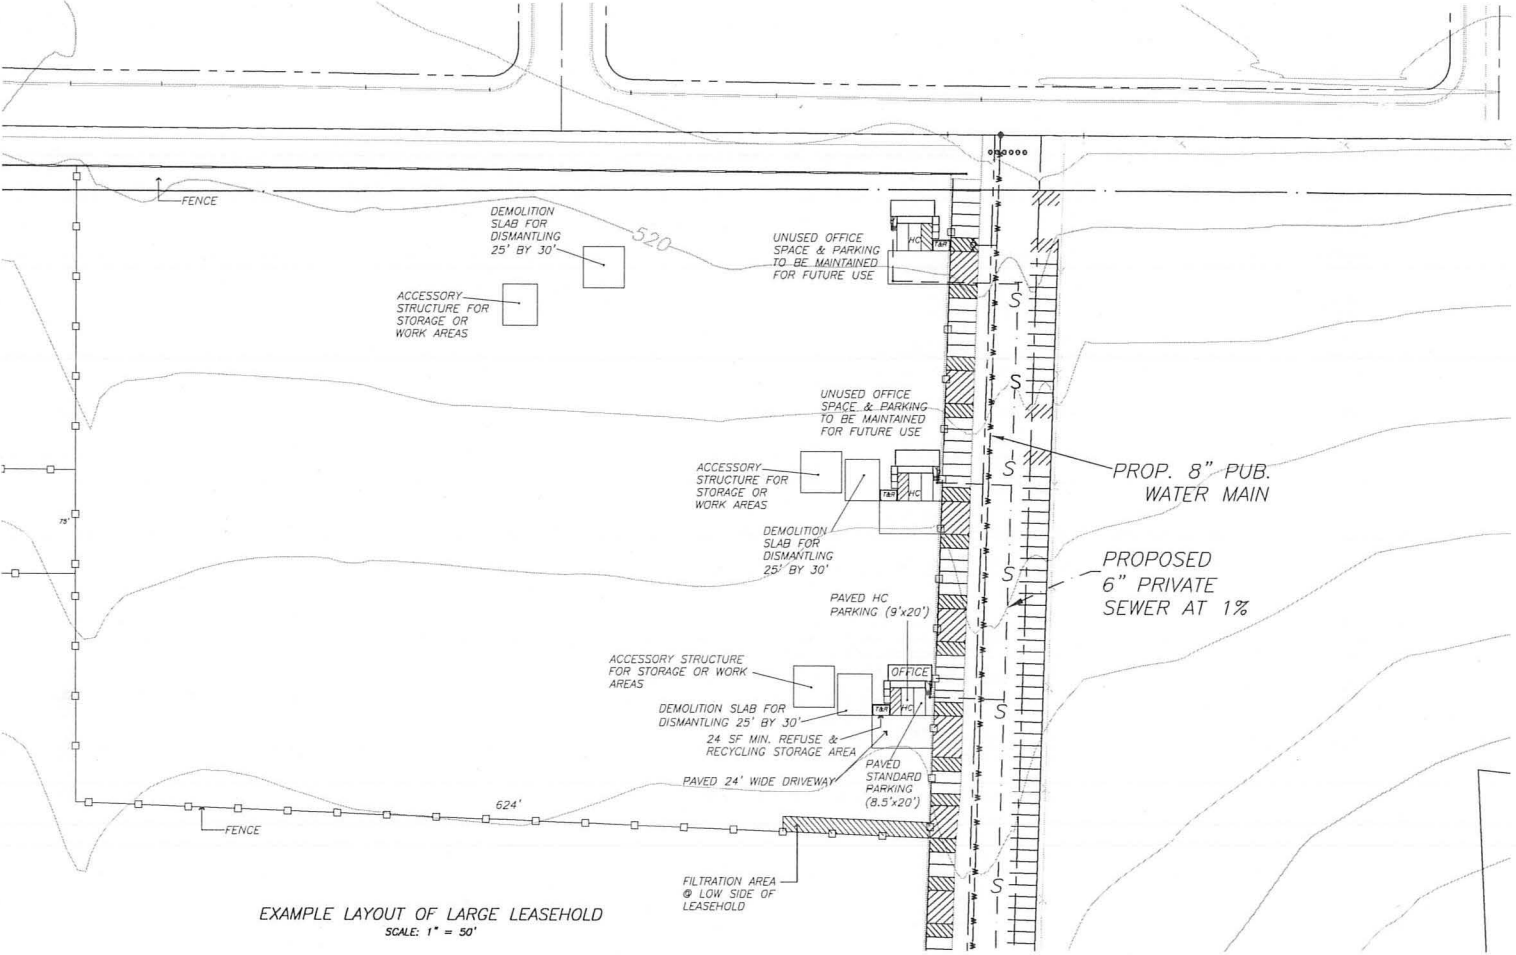 FENCE
DEMOLITION
SLAB FOR
DISMANTLING
25' BY 30'
520
UNUSED OFFICE
SPACE & PARKING
TO BE MAINTAINED
FOR FUTURE USE
HC
T&R
ACCESSORY
STRUCTURE FOR
STORAGE OR
WORK AREAS
S
S
UNUSED OFFICE
SPACE & PARKING
TO BE MAINTAINED
FOR FUTURE USE
ACCESSORY
STRUCTURE FOR
STORAGE OR
WORK AREAS
T&R
HC
S
PROP. 8" PUB.
WATER MAIN
75'
DEMOLITION
SLAB FOR
DISMANTLING
25' BY 30'
S
PROPOSED
6" PRIVATE
SEWER AT 1%
PAVED HC
PARKING (9'x20')
ACCESSORY STRUCTURE
FOR STORAGE OR WORK
AREAS
OFFICE
T&R
HC
S
DEMOLITION SLAB FOR
DISMANTLING 25' BY 30'
24 SF MIN. REFUSE &
RECYCLING STORAGE AREA
PAVED 24' WIDE DRIVEWAY
PAVED
STANDARD
PARKING
(8.5'x20')
624'
FENCE
FILTRATION AREA
@ LOW SIDE OF
LEASEHOLD
S
EXAMPLE LAYOUT OF LARGE LEASEHOLD
SCALE: 1" = 50'